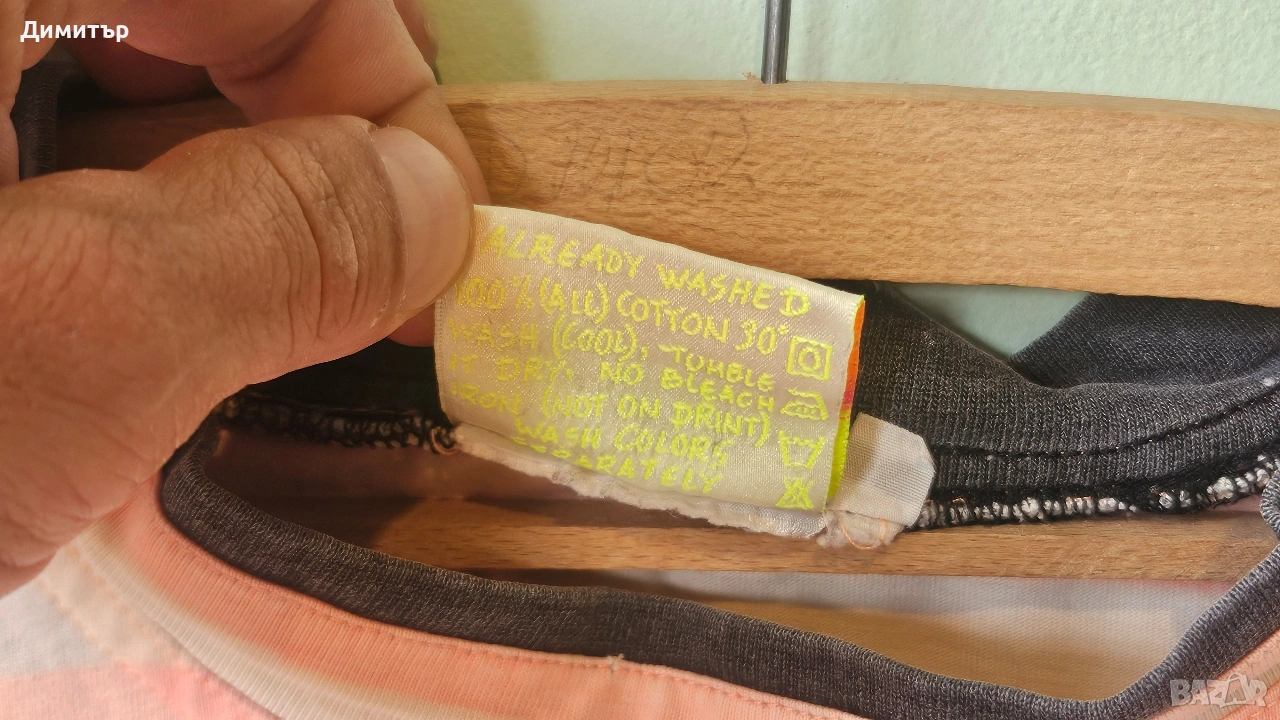 Димитър
ALREADY WASHED
100% (ALL) COTTON 30°
WASH (COOL), TUMBLE
IT DRY, NO BLEACH
IRON (NOT ON PRINT)
WASH COLORS
SEPARATELY
BAZAR